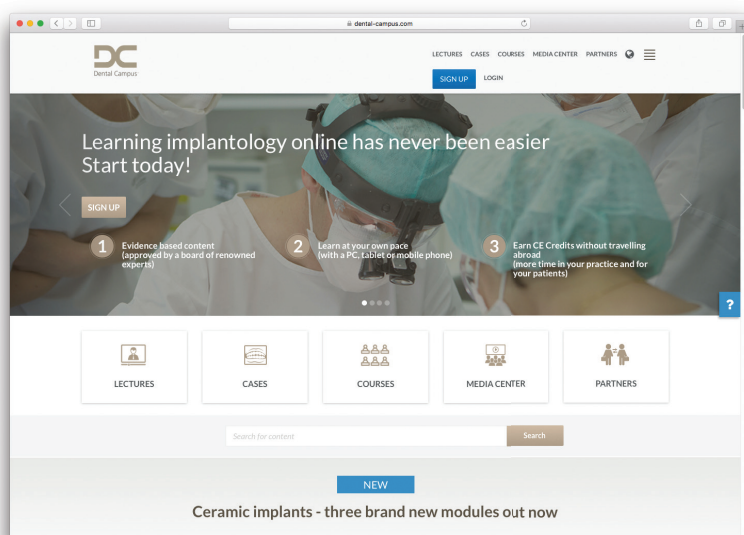 dental-campus.com
DC
Dental Campus
LECTURES CASES COURSES MEDIA CENTER PARTNERS
SIGN UP LOGIN
Learning implantology online has never been easier
Start today!
SIGN UP
1 Evidence based content
(approved by a board of renowned
experts)
2 Learn at your own pace
(with a PC, tablet or mobile phone)
3 Earn CE Credits without travelling
abroad
(more time in your practice and for
your patients)
?
LECTURES CASES COURSES MEDIA CENTER PARTNERS
Search for content Search
NEW
Ceramic implants - three brand new modules out now